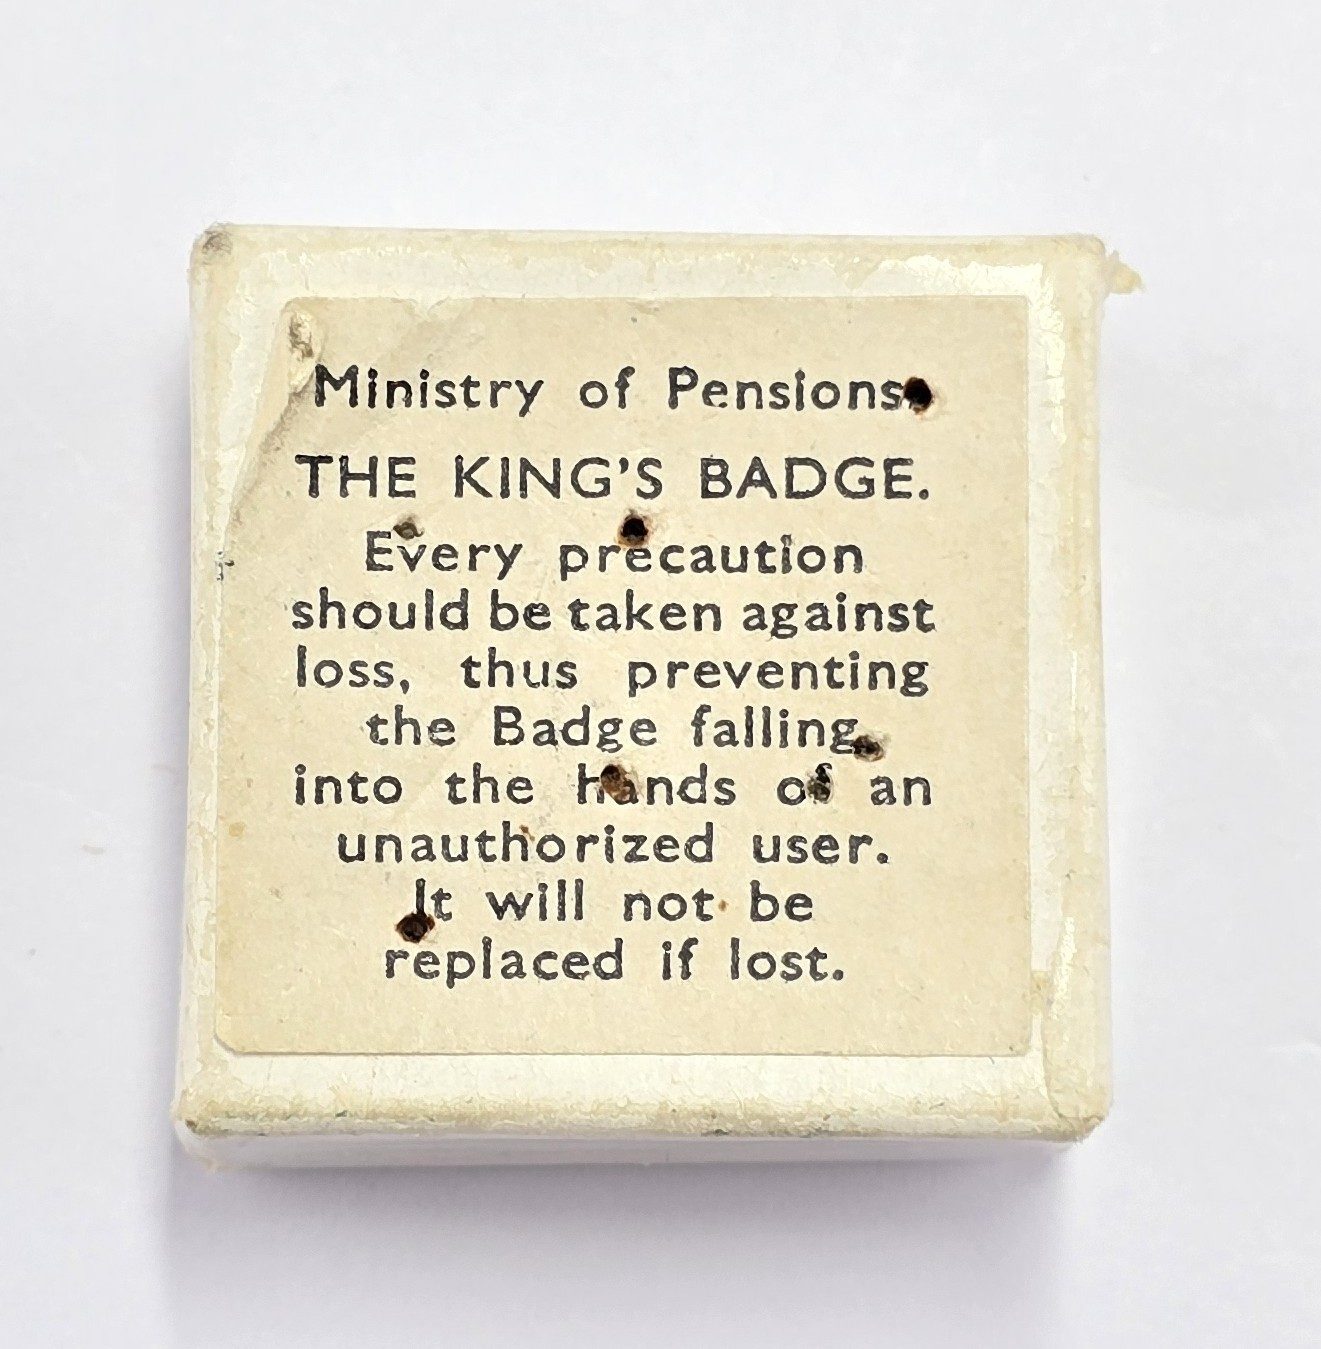 Ministry of Pensions.
THE KING'S BADGE.
Every precaution
should be taken against
loss, thus preventing
the Badge falling
into the hands of an
unauthorized user.
It will not be
replaced if lost.